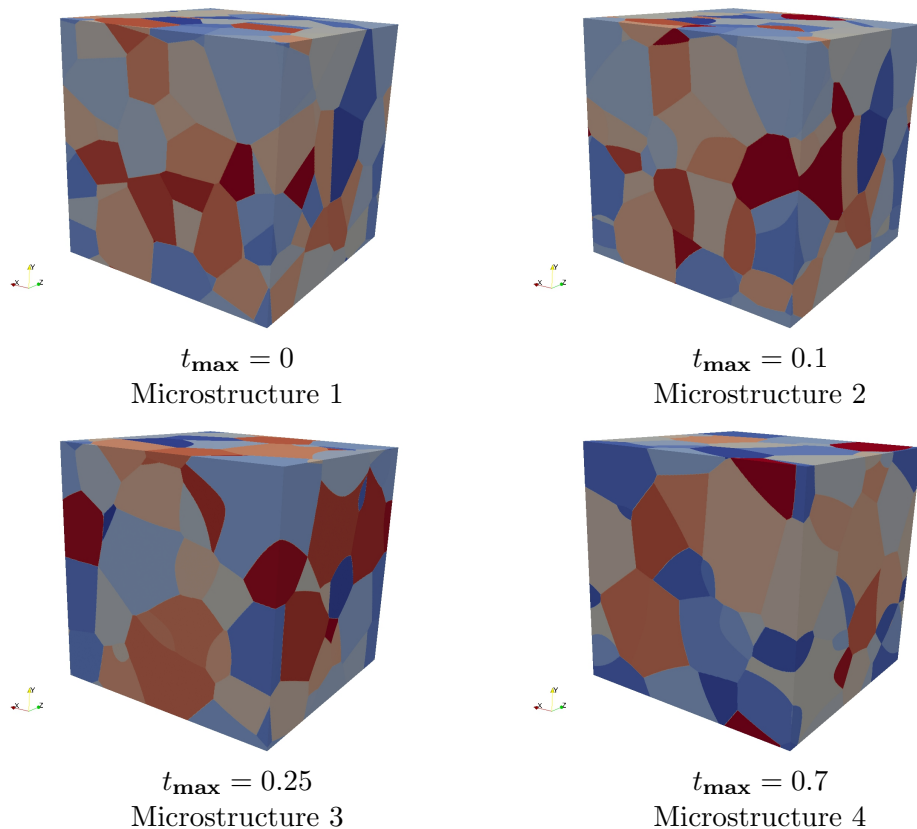 Y
X Z
Y
X Z
t_max = 0
Microstructure 1
t_max = 0.1
Microstructure 2
Y
X Z
Y
X Z
t_max = 0.25
Microstructure 3
t_max = 0.7
Microstructure 4